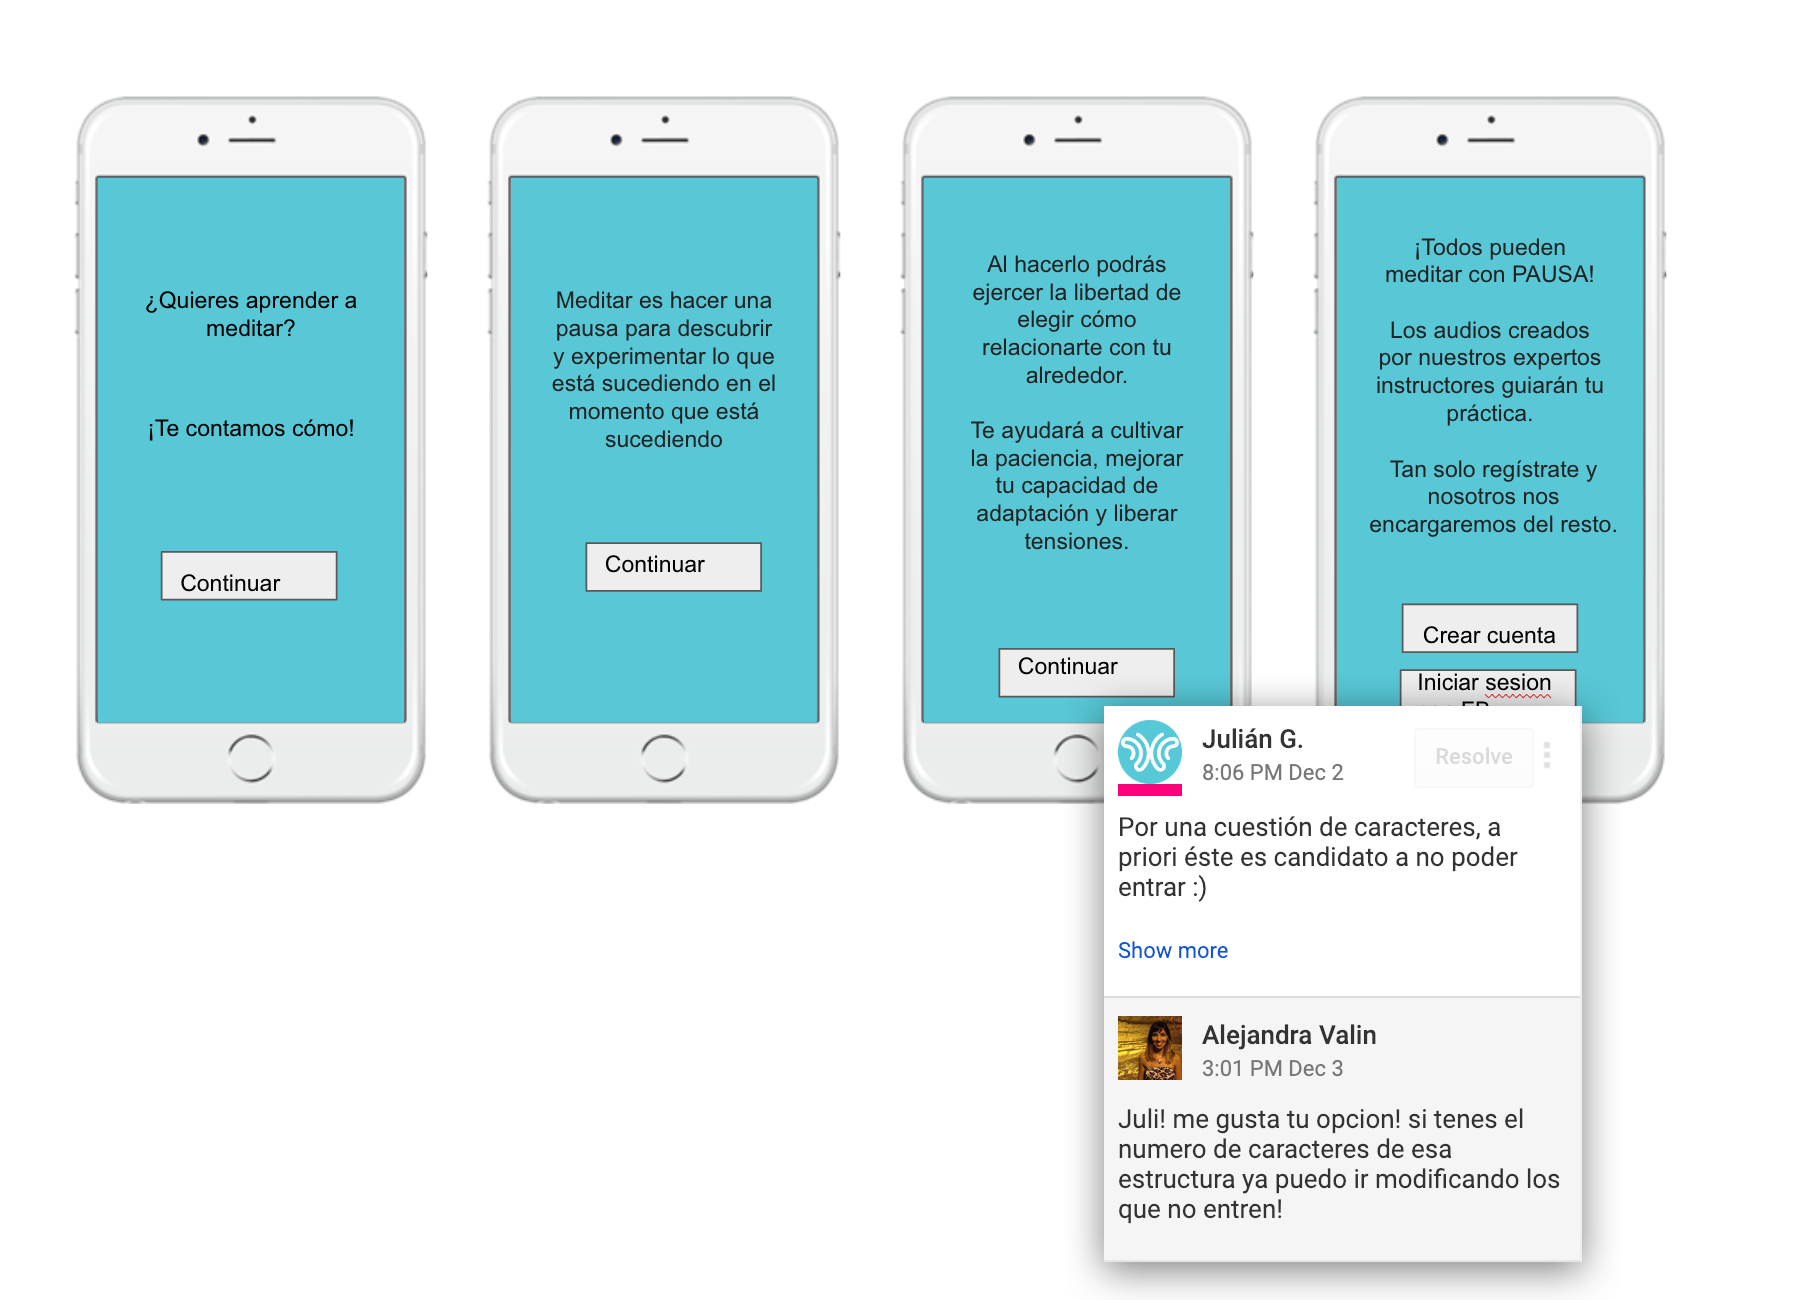 ¿Quieres aprender a
meditar?
¡Te contamos cómo!
Continuar
Meditar es hacer una
pausa para descubrir
y experimentar lo que
está sucediendo en el
momento que está
sucediendo
Continuar
Al hacerlo podrás
ejercer la libertad de
elegir cómo
relacionarte con tu
alrededor.
Te ayudará a cultivar
la paciencia, mejorar
tu capacidad de
adaptación y liberar
tensiones.
Continuar
¡Todos pueden
meditar con PAUSA!
Los audios creados
por nuestros expertos
instructores guiarán tu
práctica.
Tan solo regístrate y
nosotros nos
encargaremos del resto.
Crear cuenta
Iniciar sesion
Julián G.
8:06 PM Dec 2
Resolve
Por una cuestión de caracteres, a
priori éste es candidato a no poder
entrar :)
Show more
Alejandra Valin
3:01 PM Dec 3
Juli! me gusta tu opcion! si tenes el
numero de caracteres de esa
estructura ya puedo ir modificando los
que no entren!